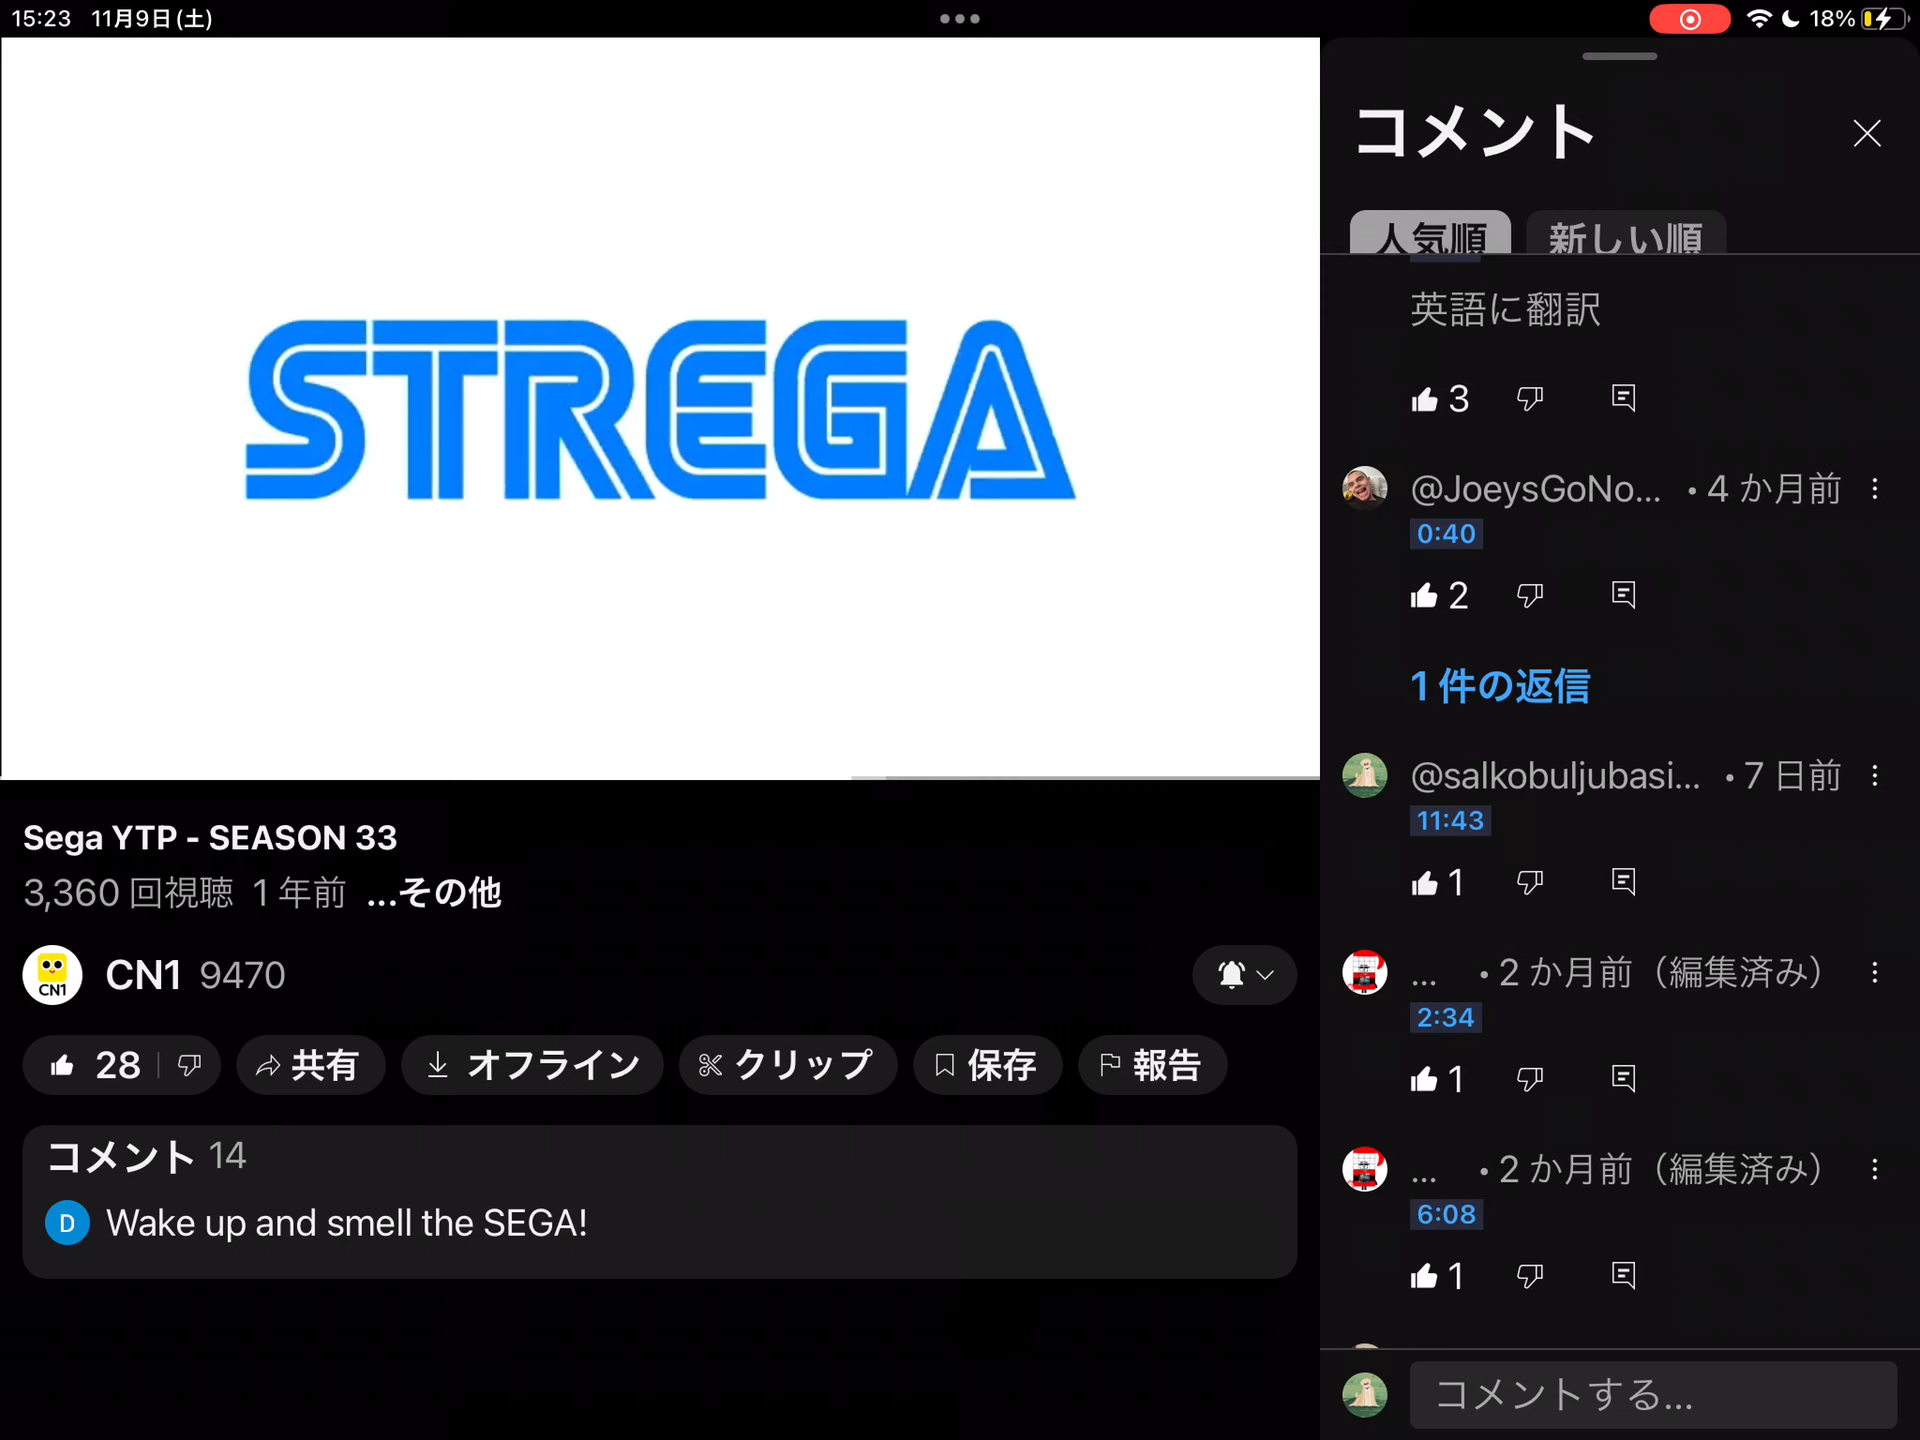 15:23 11月9日(土)
18%
STREGA
Sega YTP - SEASON 33
3,360 回視聴 1 年前 ...その他
CN1
CN1 9470
28 共有 オフライン クリップ 保存 報告
コメント 14
D Wake up and smell the SEGA!
コメント
人気順 新しい順
英語に翻訳
3
@JoeysGoNo... • 4 か月前
0:40
2
1 件の返信
@salkobuljubasi... • 7 日前
11:43
1
... • 2 か月前（編集済み）
2:34
1
... • 2 か月前（編集済み）
6:08
1
コメントする...